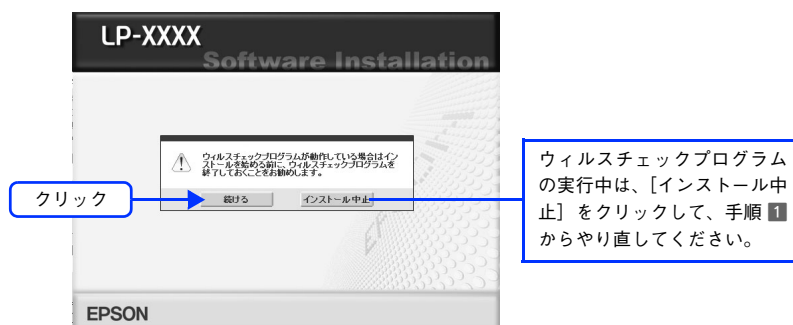 LP-XXXX
Software Installation
ウィルスチェックプログラムが動作している場合はイン
ストールを始める前に、ウィルスチェックプログラムを
終了しておくことをお勧めします。
クリック
続ける
インストール中止
ウィルスチェックプログラム
の実行中は、[インストール中
止]をクリックして、手順 1
からやり直してください。
EPSON